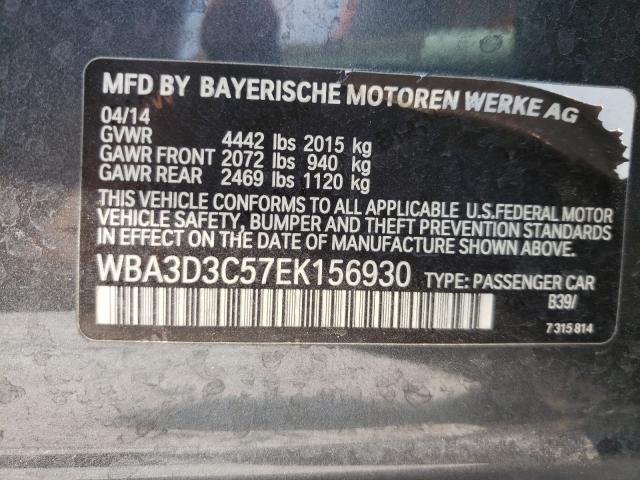 MFD BY BAYERISCHE MOTOREN WERKE AG
04/14
GVWR 4442 lbs 2015 kg
GAWR FRONT 2072 lbs 940 kg
GAWR REAR 2469 lbs 1120 kg
THIS VEHICLE CONFORMS TO ALL APPLICABLE U.S.FEDERAL MOTOR
VEHICLE SAFETY, BUMPER AND THEFT PREVENTION STANDARDS
IN EFFECT ON THE DATE OF MANUFACTURE SHOWN ABOVE.
WBA3D3C57EK156930 TYPE: PASSENGER CAR
B39/
7 315 814